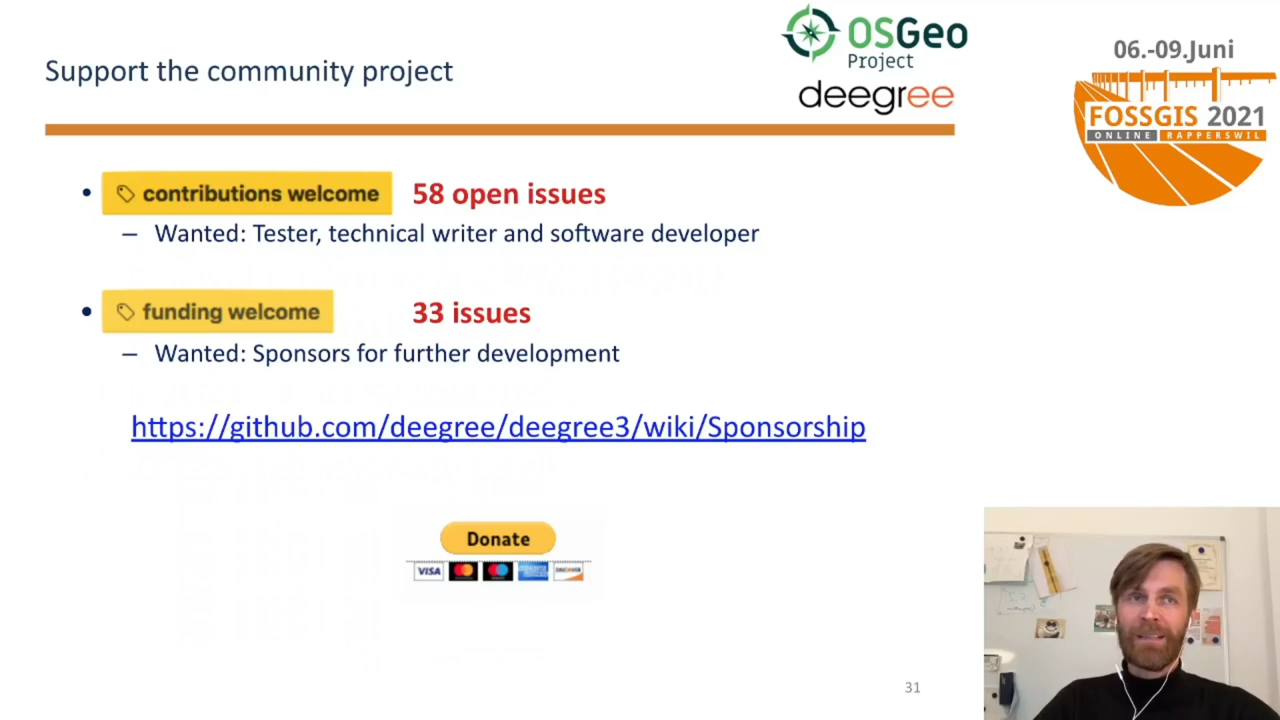 Support the community project
OSGeo
Project
deegree
06.-09.Juni
FOSSGIS 2021
ONLINE RAPPERSWIL
• contributions welcome 58 open issues
– Wanted: Tester, technical writer and software developer
• funding welcome 33 issues
– Wanted: Sponsors for further development
https://github.com/deegree/deegree3/wiki/Sponsorship
Donate
VISA
31